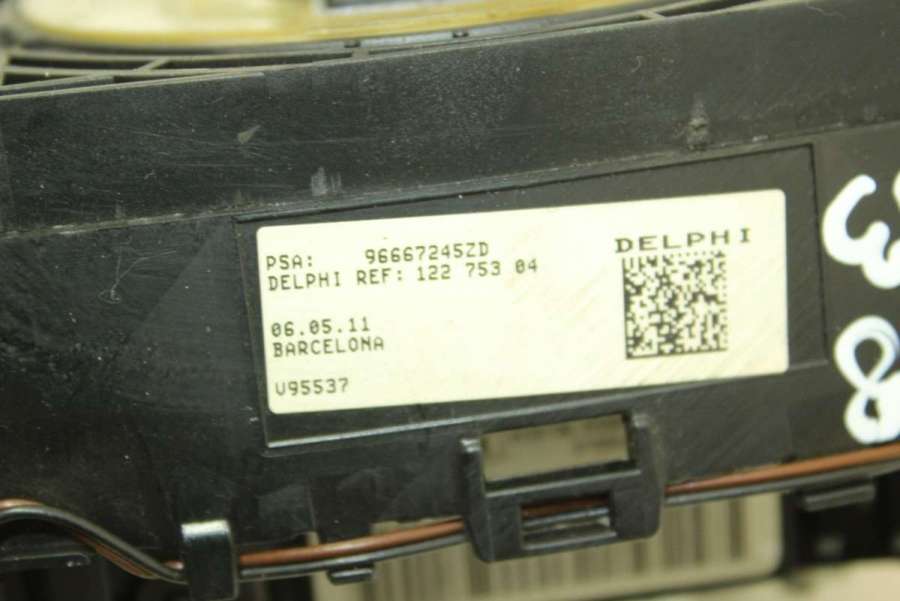 PSA: 96667245ZD
DELPHI
DELPHI REF: 122 753 04
06.05.11
BARCELONA
V95537